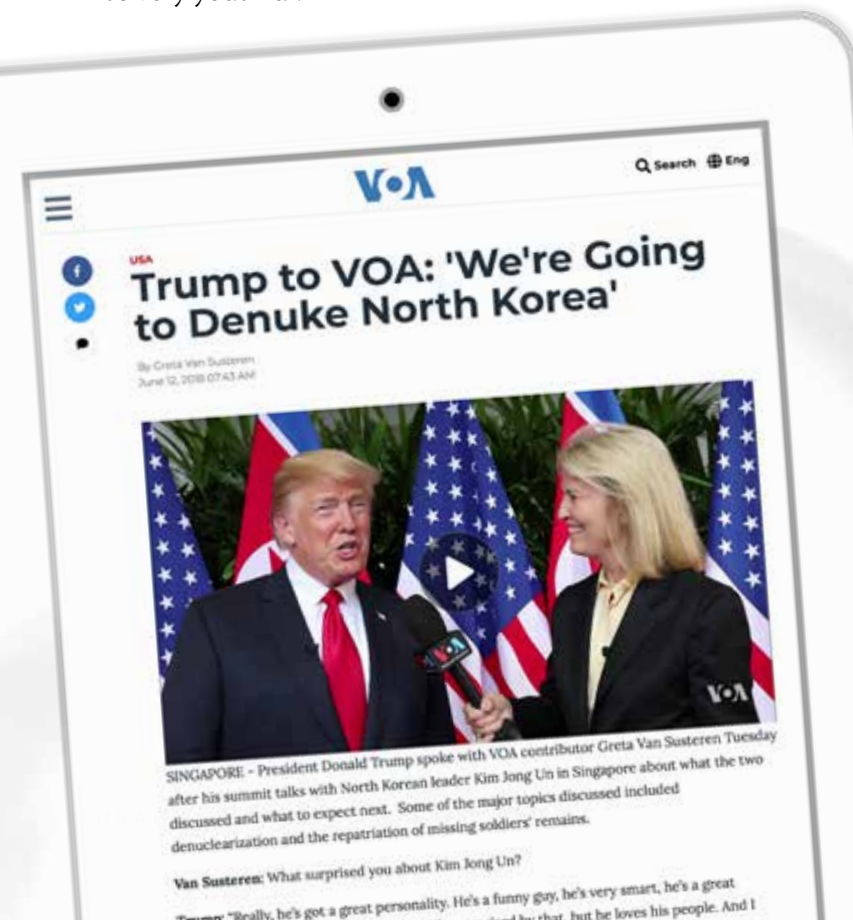 VOA
Search
Eng
USA
Trump to VOA: 'We're Going
to Denuke North Korea'
By Greta Van Susteren
June 12, 2018 07:43 AM
VOA
VOA
SINGAPORE - President Donald Trump spoke with VOA contributor Greta Van Susteren Tuesday
after his summit talks with North Korean leader Kim Jong Un in Singapore about what the two
discussed and what to expect next. Some of the major topics discussed included
denuclearization and the repatriation of missing soldiers' remains.
Van Susteren: What surprised you about Kim Jong Un?
Trump: "Really, he's got a great personality. He's a funny guy, he's very smart, he's a great
by that, but he loves his people. And I